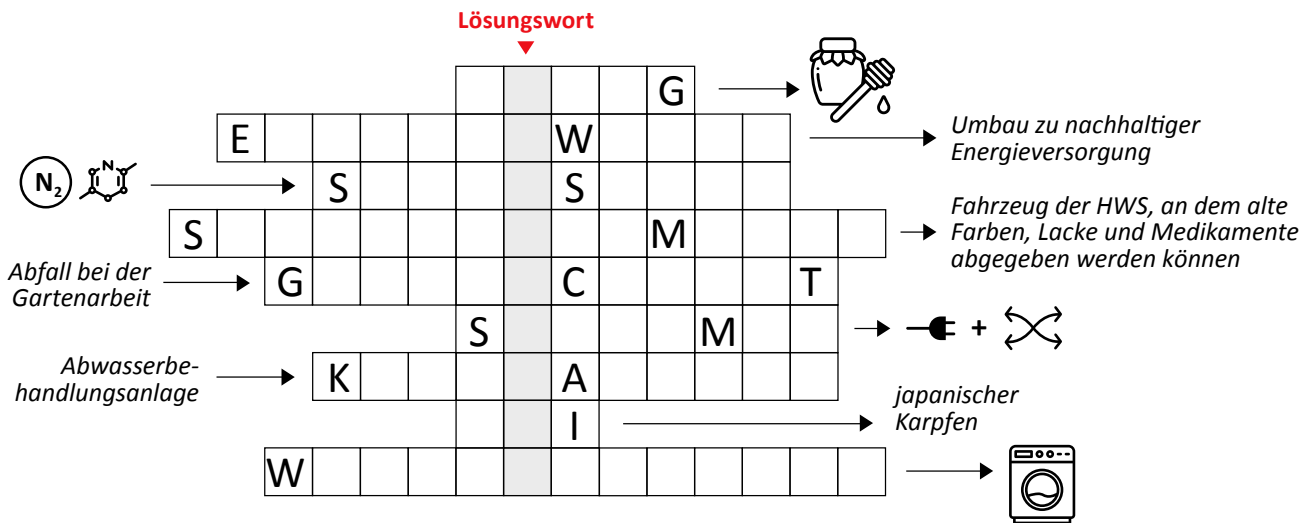 Lösungswort
G
E W
Umbau zu nachhaltiger
Energieversorgung
N₂ N
S S
S M
Fahrzeug der HWS, an dem alte
Farben, Lacke und Medikamente
abgegeben werden können
Abfall bei der
Gartenarbeit
G C T
S M
+
Abwasserbe-
handlungsanlage
K A
I
japanischer
Karpfen
W